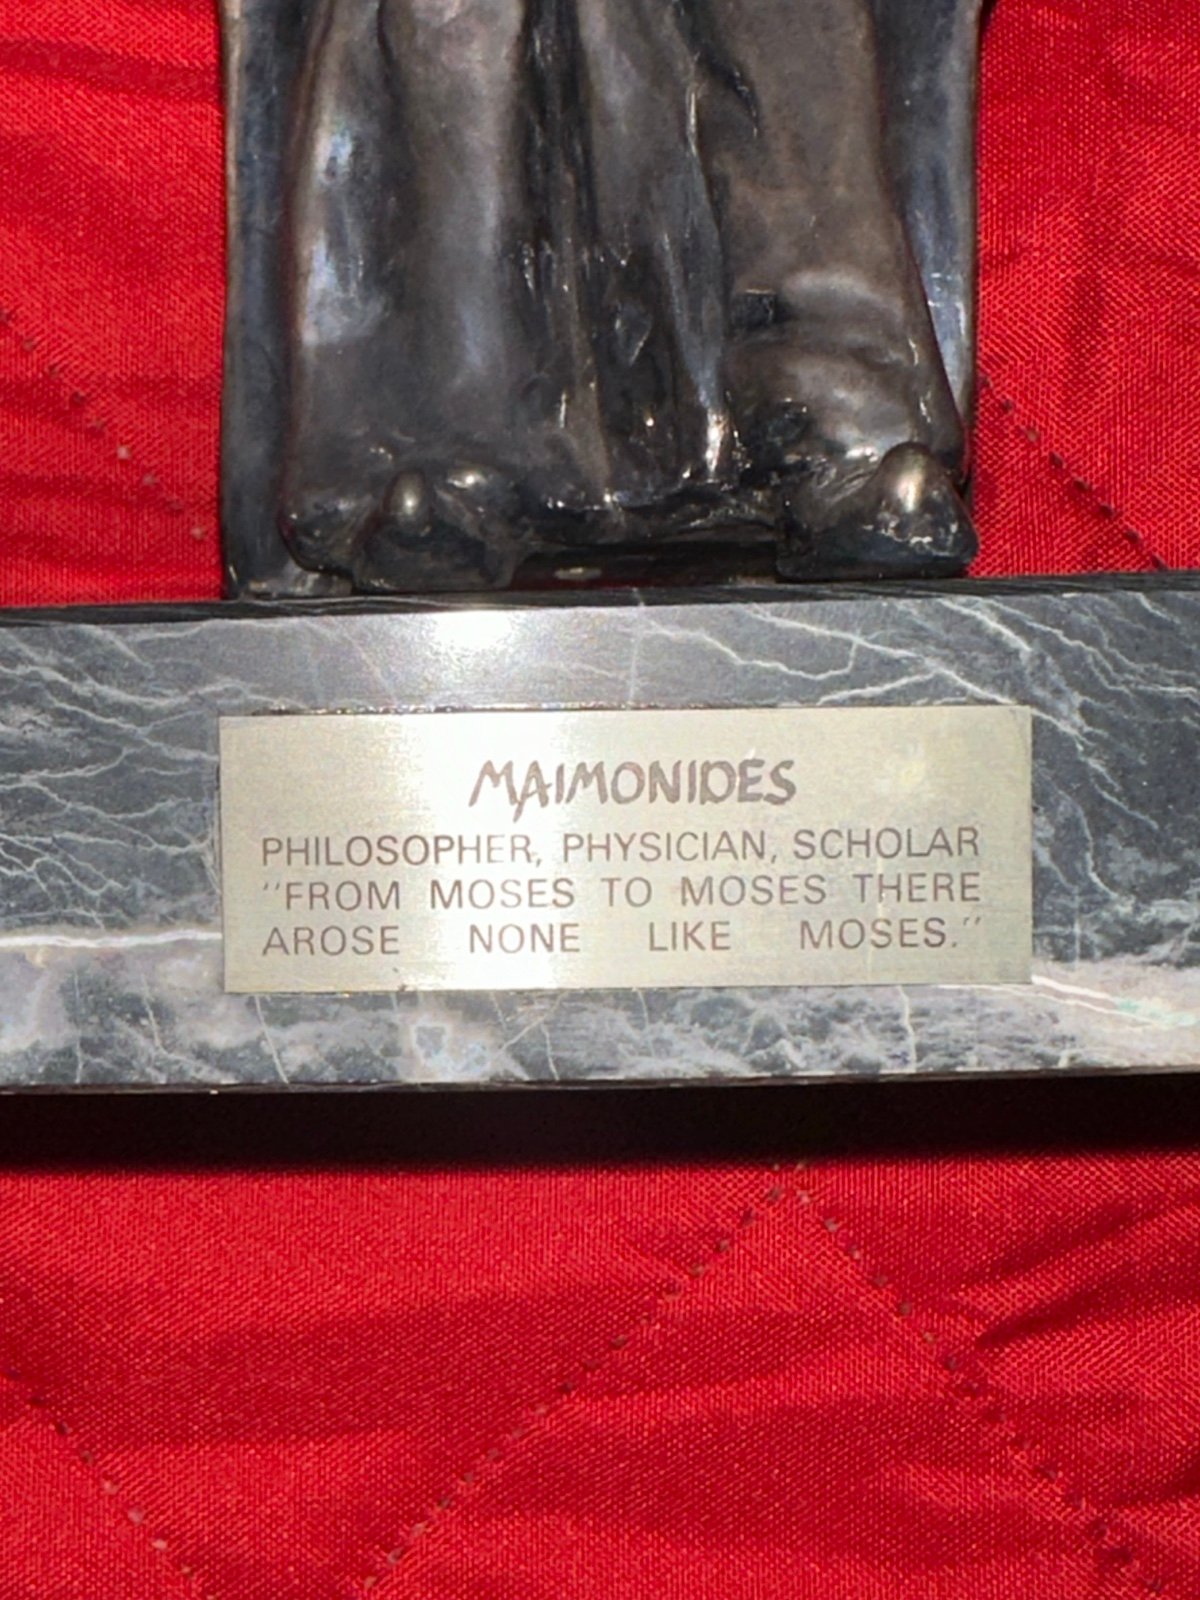 MAIMONIDES
PHILOSOPHER, PHYSICIAN, SCHOLAR
"FROM MOSES TO MOSES THERE
AROSE NONE LIKE MOSES."